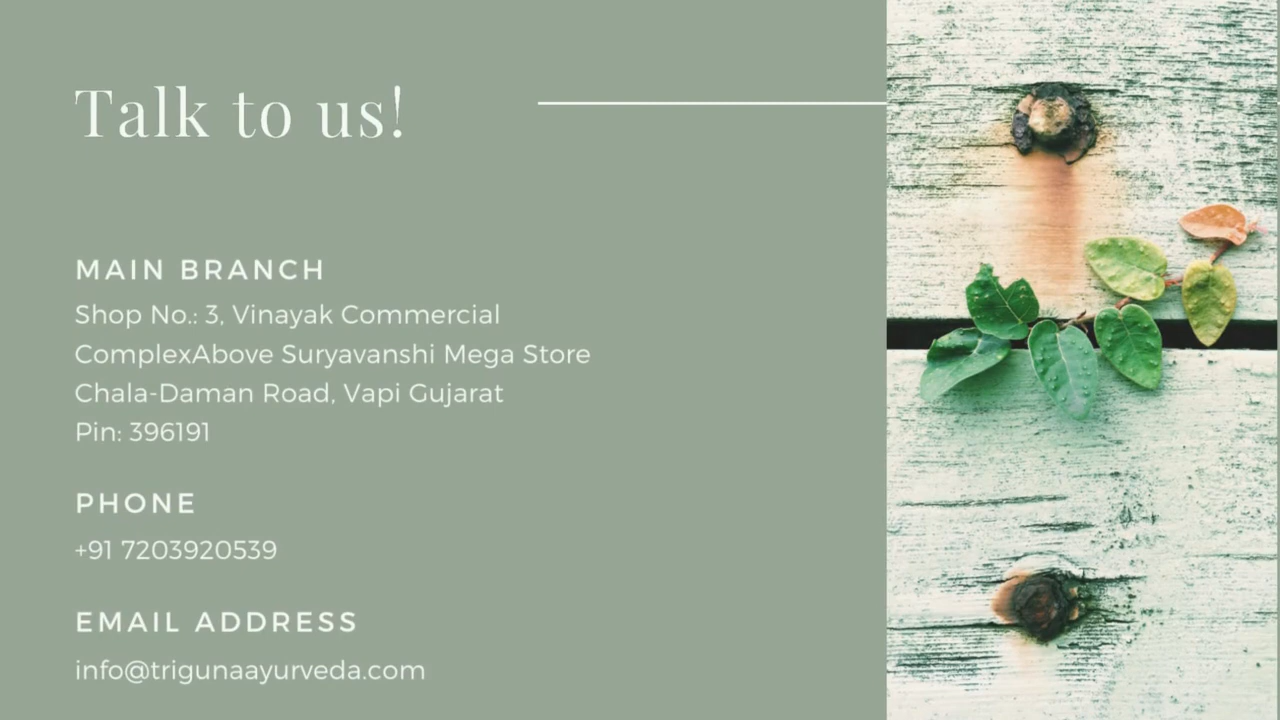 Talk to us!
MAIN BRANCH
Shop No.: 3, Vinayak Commercial
ComplexAbove Suryavanshi Mega Store
Chala-Daman Road, Vapi Gujarat
Pin: 396191
PHONE
+91 7203920539
EMAIL ADDRESS
info@trigunaayurveda.com